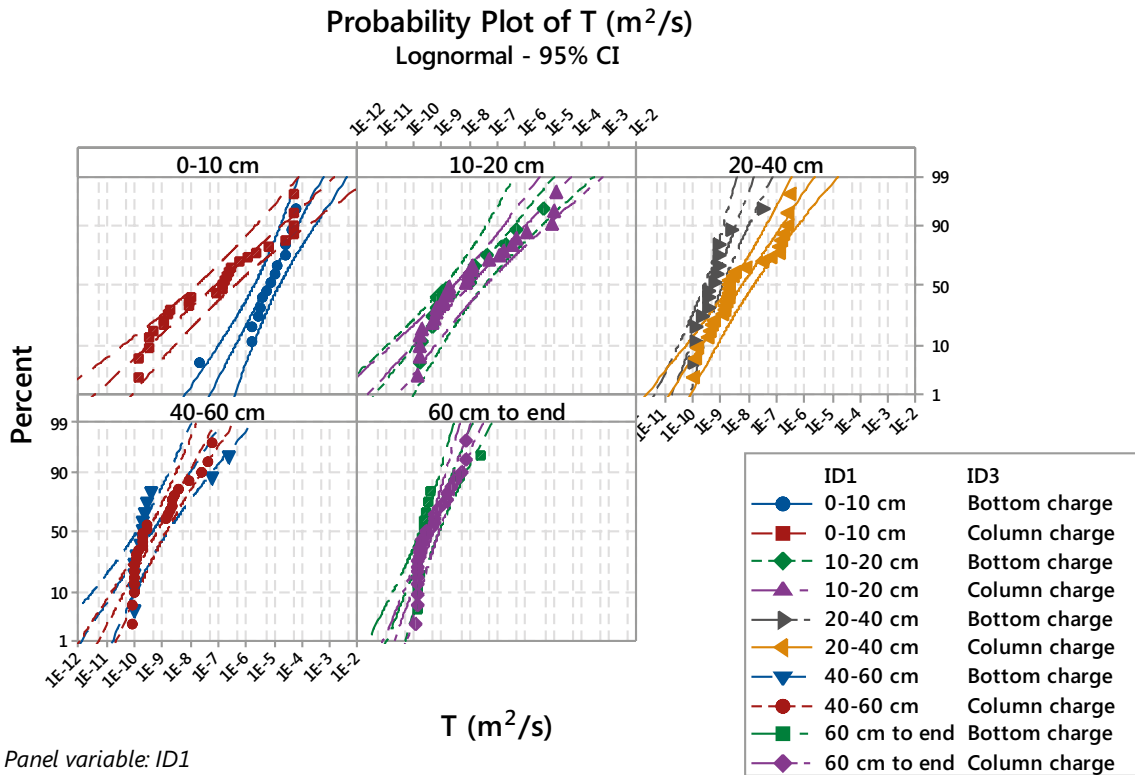 Probability Plot of T (m²/s)
Lognormal - 95% CI
1E-12 1E-11 1E-10 1E-9 1E-8 1E-7 1E-6 1E-5 1E-4 1E-3 1E-2
0-10 cm 10-20 cm 20-40 cm
99
90
50
10
1
1E-11 1E-10 1E-9 1E-8 1E-7 1E-6 1E-5 1E-4 1E-3 1E-2
Percent
40-60 cm 60 cm to end
99
90
50
10
1
1E-12 1E-11 1E-10 1E-9 1E-8 1E-7 1E-6 1E-5 1E-4 1E-3 1E-2
T (m²/s)
ID1 ID3
0-10 cm Bottom charge
0-10 cm Column charge
10-20 cm Bottom charge
10-20 cm Column charge
20-40 cm Bottom charge
20-40 cm Column charge
40-60 cm Bottom charge
40-60 cm Column charge
60 cm to end Bottom charge
60 cm to end Column charge
Panel variable: ID1